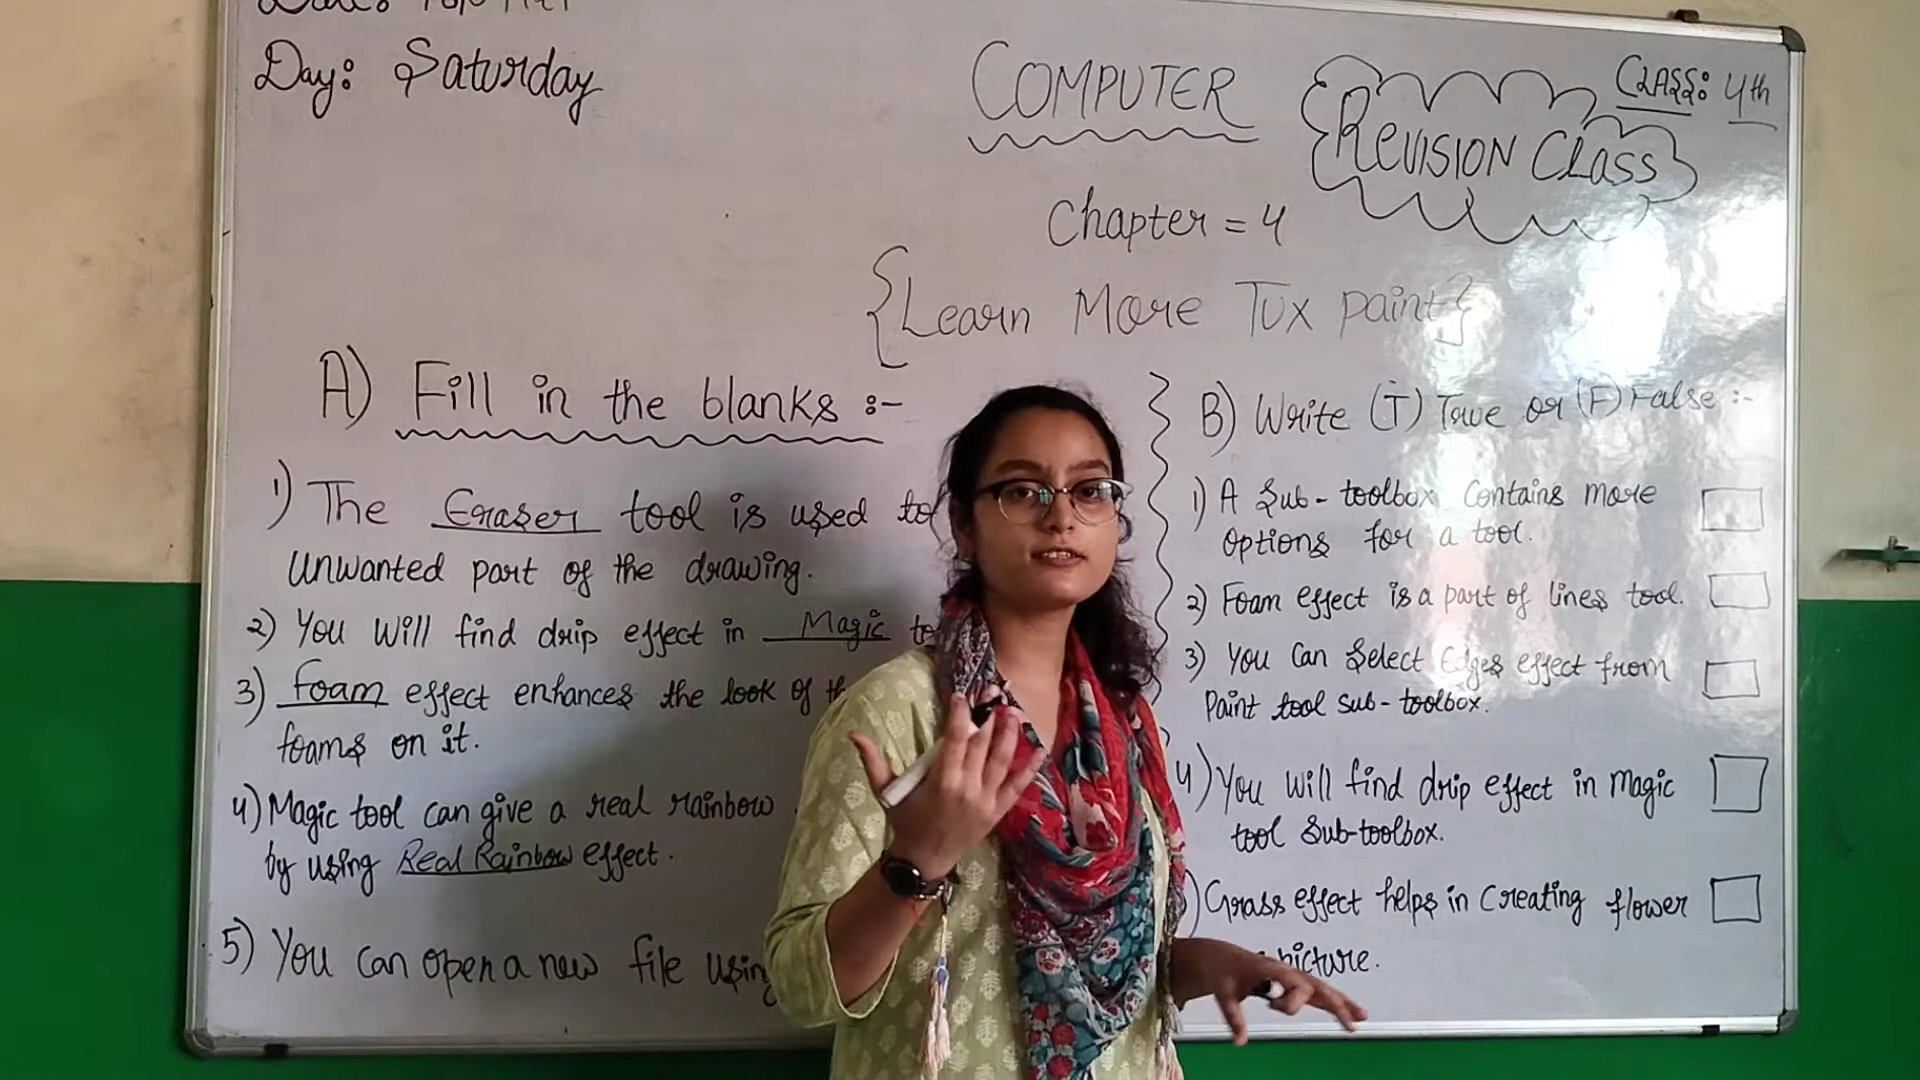 Day: Saturday
COMPUTER
CLASS: 4th
REVISION CLASS
Chapter = 4
{Learn More Tux paint}
A) Fill in the blanks :-
1) The Eraser tool is used to
unwanted part of the drawing.
2) You will find drip effect in Magic
3) Foam effect enhances the look of
foams on it.
4) Magic tool can give a real rainbow
by using Real Rainbow effect.
5) You can open a new file using
B) Write (T) True or (F) False :-
1) A Sub-toolbox Contains more
options for a tool.
2) Foam effect is a part of lines tool.
3) You Can Select Edges effect from
Paint tool sub-toolbox.
4) You will find drip effect in Magic
tool Sub-toolbox.
) Grass effect helps in Creating flower
picture.